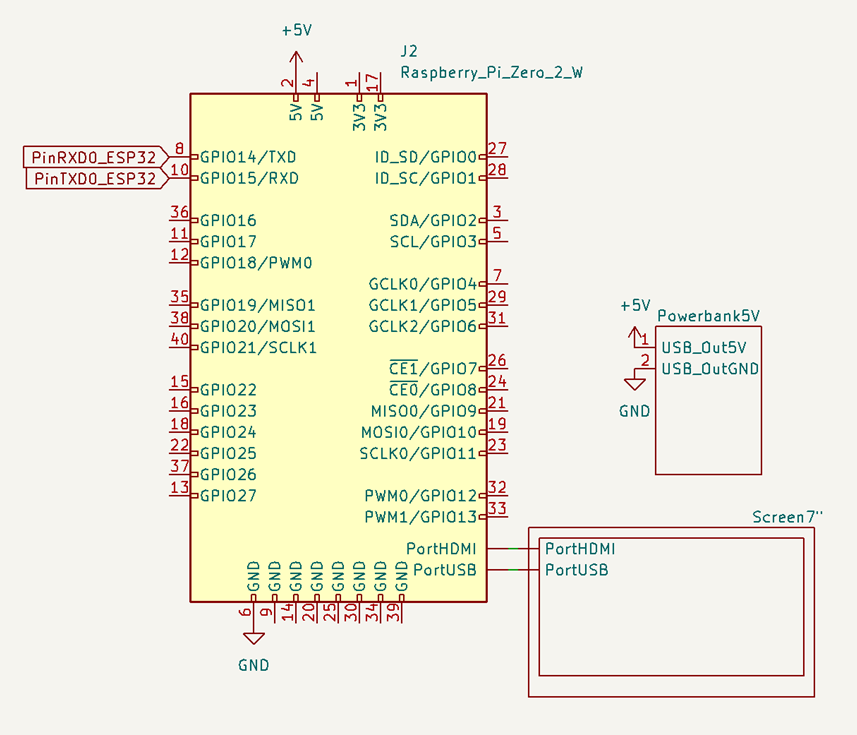 +5V
J2
Raspberry_Pi_Zero_2_W
2 4 1 17
5V 5V 3V3 3V3
PinRXD0_ESP32 8 GPIO14/TXD ID_SD/GPIO0 27
PinTXD0_ESP32 10 GPIO15/RXD ID_SC/GPIO1 28
36 GPIO16 SDA/GPIO2 3
11 GPIO17 SCL/GPIO3 5
12 GPIO18/PWM0
GCLK0/GPIO4 7
35 GPIO19/MISO1 GCLK1/GPIO5 29
38 GPIO20/MOSI1 GCLK2/GPIO6 31
40 GPIO21/SCLK1
CE1/GPIO7 26
15 GPIO22 CE0/GPIO8 24
16 GPIO23 MISO0/GPIO9 21
18 GPIO24 MOSI0/GPIO10 19
22 GPIO25 SCLK0/GPIO11 23
37 GPIO26
13 GPIO27 PWM0/GPIO12 32
PWM1/GPIO13 33
PortHDMI
PortUSB
GND GND GND GND GND GND GND GND
6 9 14 20 25 30 34 39
GND
+5V
Powerbank5V
1 USB_Out5V
2 USB_OutGND
GND
Screen7"
PortHDMI
PortUSB